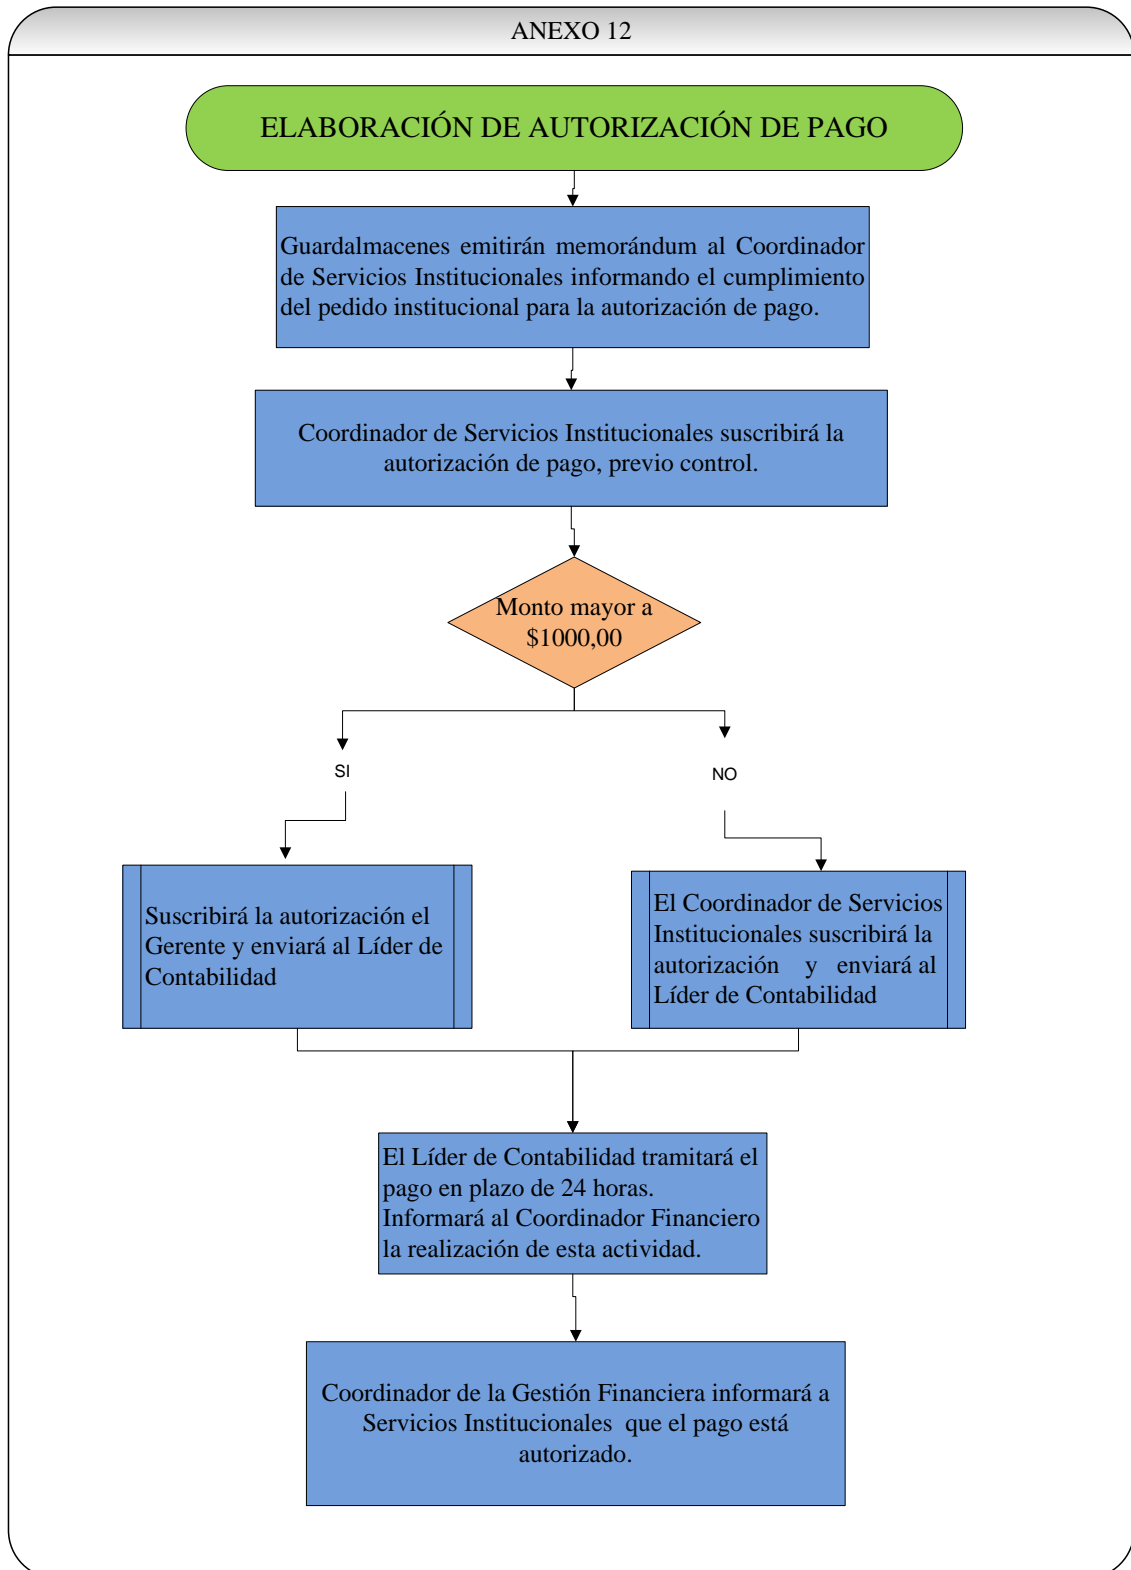 ANEXO 12
ELABORACIÓN DE AUTORIZACIÓN DE PAGO
Guardalmacenes emitirán memorándum al Coordinador
de Servicios Institucionales informando el cumplimiento
del pedido institucional para la autorización de pago.
Coordinador de Servicios Institucionales suscribirá la
autorización de pago, previo control.
Monto mayor a
$1000,00
SI
NO
Suscribirá la autorización el
Gerente y enviará al Líder de
Contabilidad
El Coordinador de Servicios
Institucionales suscribirá la
autorización y enviará al
Líder de Contabilidad
El Líder de Contabilidad tramitará el
pago en plazo de 24 horas.
Informará al Coordinador Financiero
la realización de esta actividad.
Coordinador de la Gestión Financiera informará a
Servicios Institucionales que el pago está
autorizado.